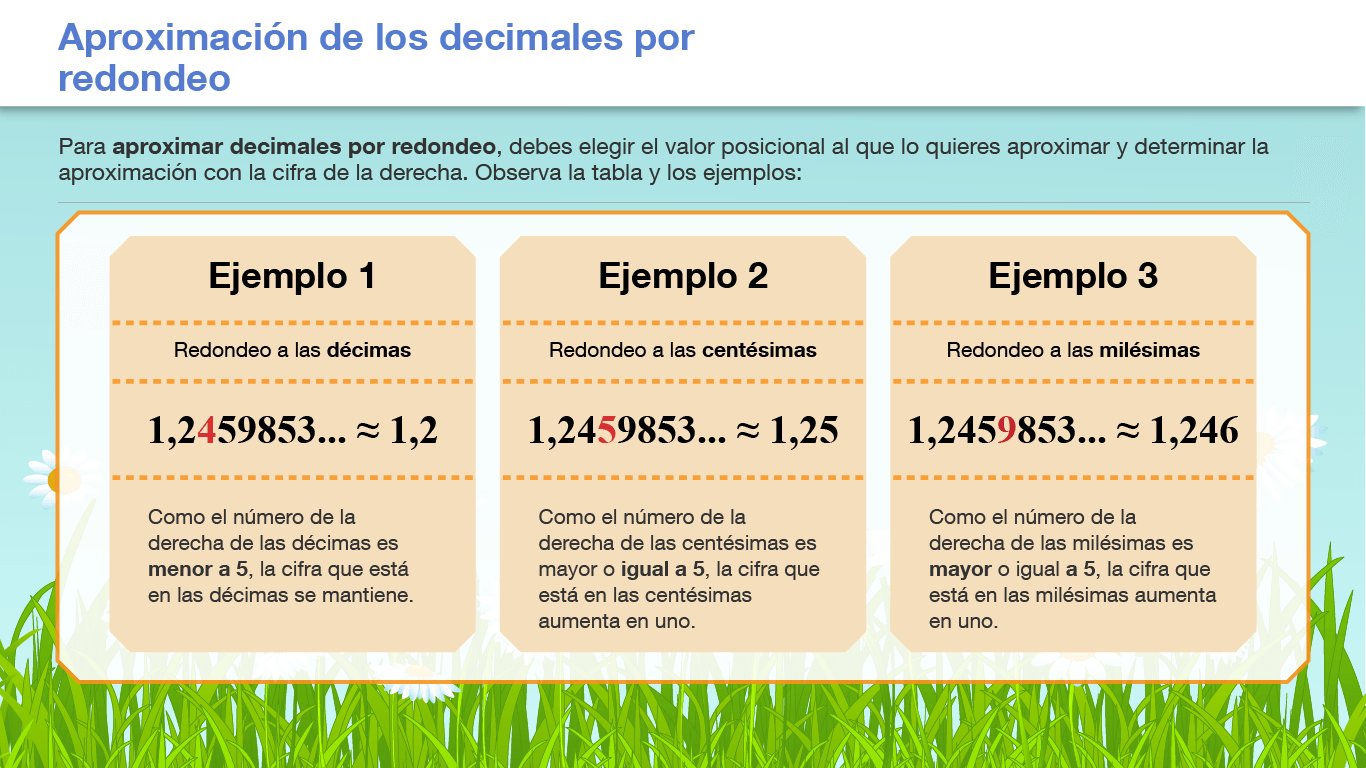 Aproximación de los decimales por
redondeo
Para aproximar decimales por redondeo, debes elegir el valor posicional al que lo quieres aproximar y determinar la
aproximación con la cifra de la derecha. Observa la tabla y los ejemplos:
Ejemplo 1
Redondeo a las décimas
1,2459853... ≈ 1,2
Como el número de la
derecha de las décimas es
menor a 5, la cifra que está
en las décimas se mantiene.
Ejemplo 2
Redondeo a las centésimas
1,2459853... ≈ 1,25
Como el número de la
derecha de las centésimas es
mayor o igual a 5, la cifra que
está en las centésimas
aumenta en uno.
Ejemplo 3
Redondeo a las milésimas
1,2459853... ≈ 1,246
Como el número de la
derecha de las milésimas es
mayor o igual a 5, la cifra que
está en las milésimas aumenta
en uno.